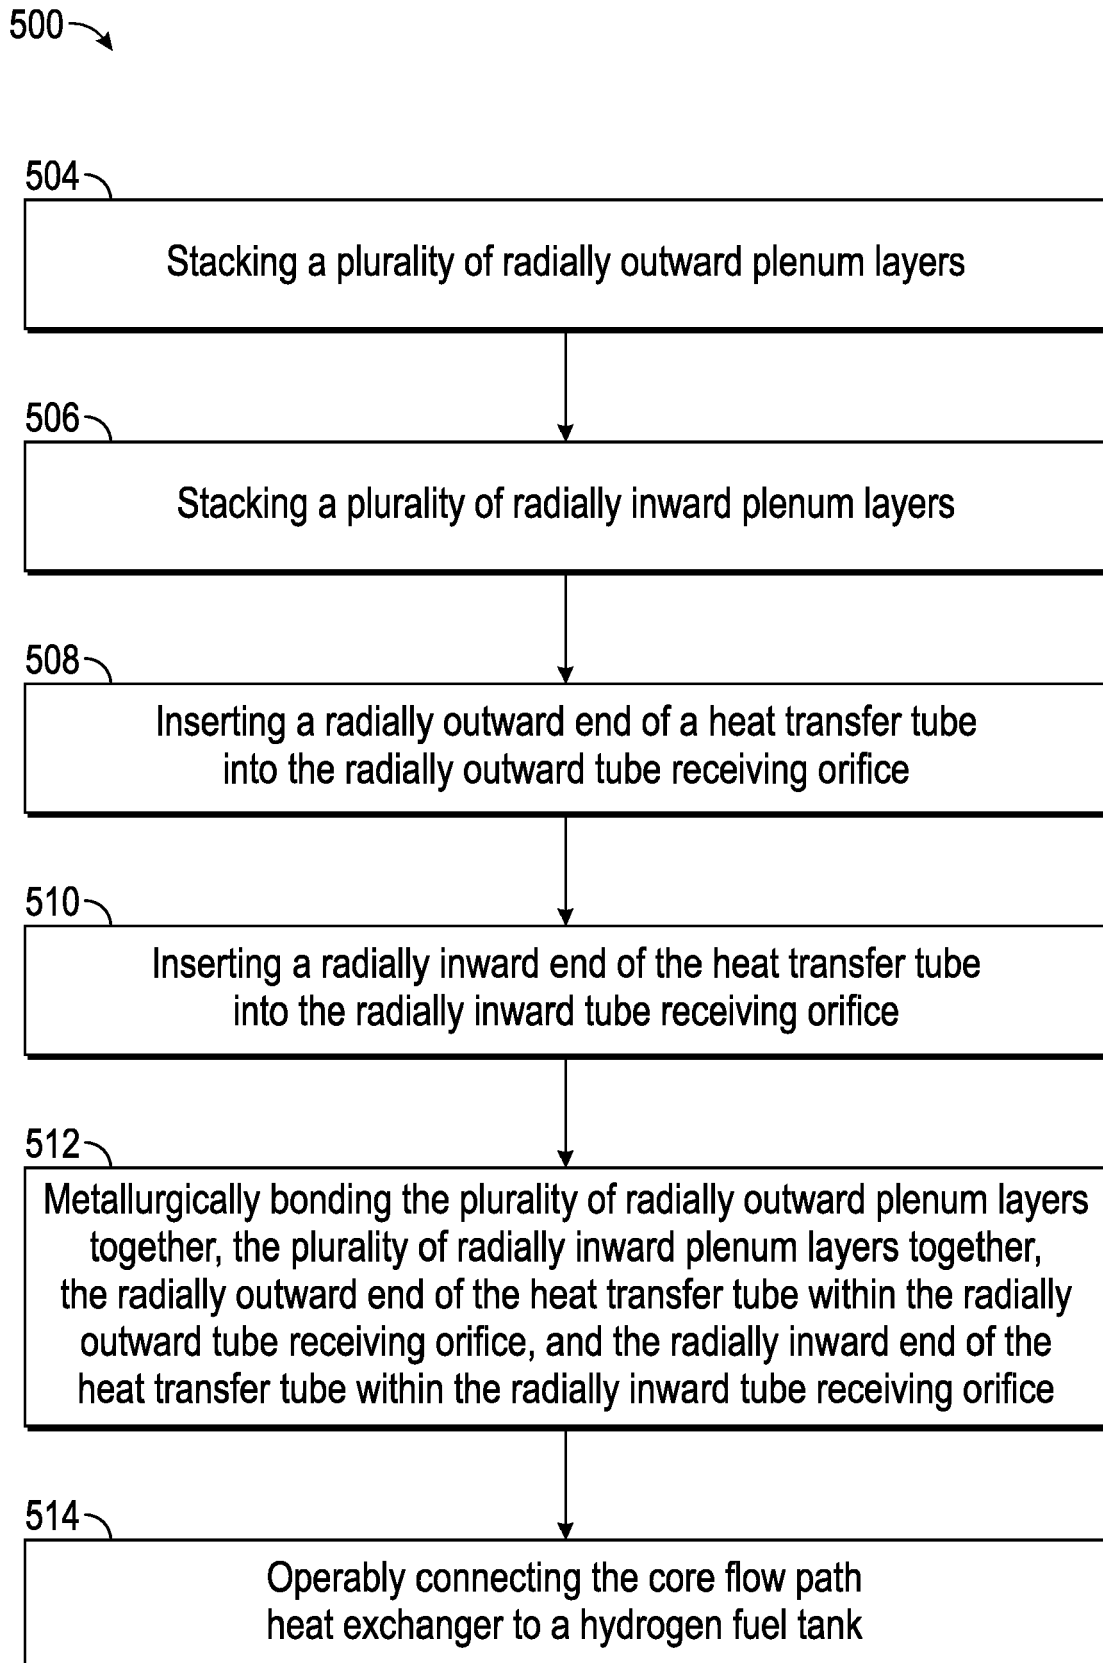 500
504
Stacking a plurality of radially outward plenum layers
506
Stacking a plurality of radially inward plenum layers
508
Inserting a radially outward end of a heat transfer tube
into the radially outward tube receiving orifice
510
Inserting a radially inward end of the heat transfer tube
into the radially inward tube receiving orifice
512
Metallurgically bonding the plurality of radially outward plenum layers
together, the plurality of radially inward plenum layers together,
the radially outward end of the heat transfer tube within the radially
outward tube receiving orifice, and the radially inward end of the
heat transfer tube within the radially inward tube receiving orifice
514
Operably connecting the core flow path
heat exchanger to a hydrogen fuel tank